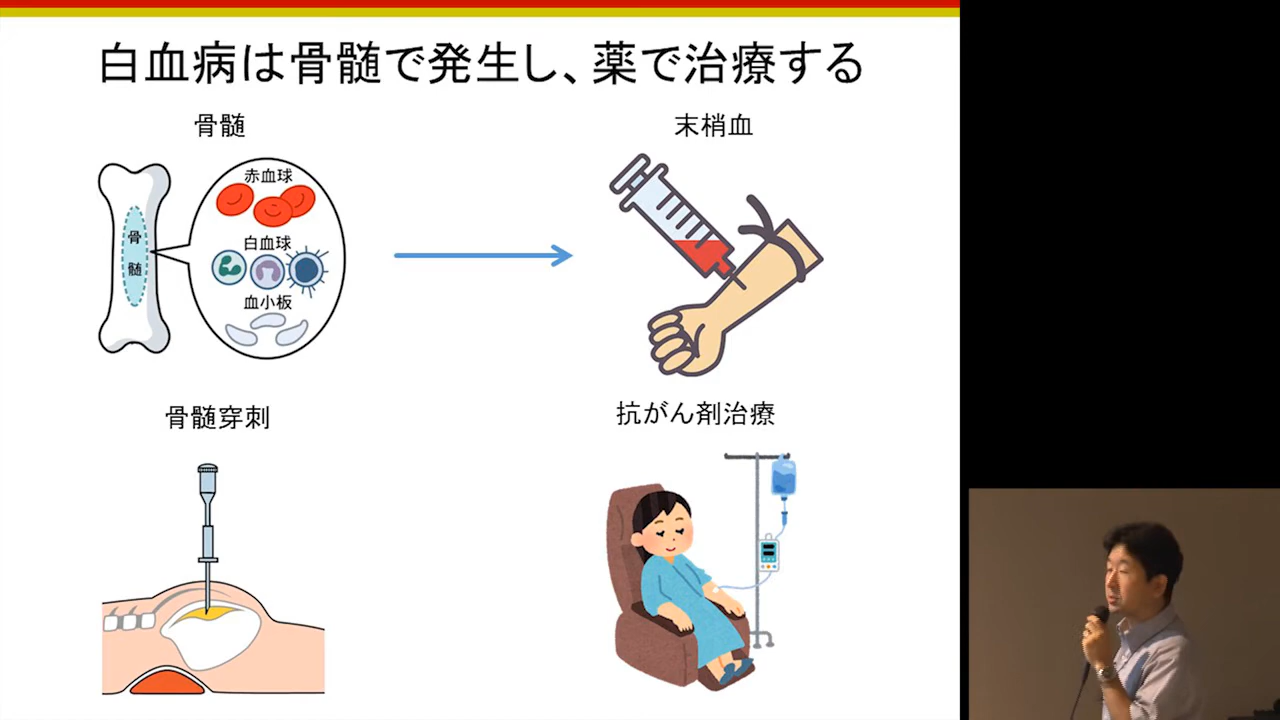 白血病は骨髄で発生し、薬で治療する
骨髄
末梢血
赤血球
白血球
血小板
骨
髄
骨髄穿刺
抗がん剤治療